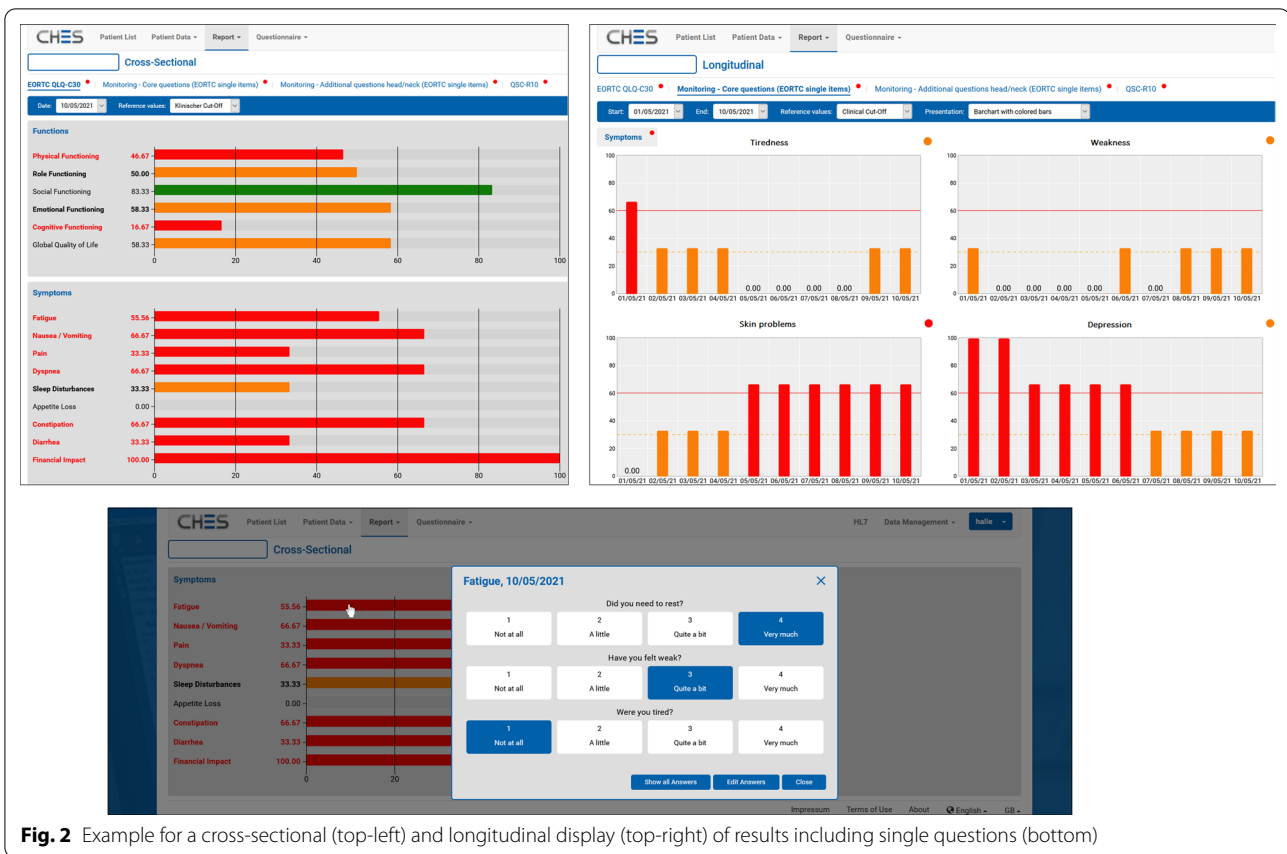 CHES Patient List Patient Data Report Questionnaire
Cross-Sectional
EORTC QLQ-C30 Monitoring - Core questions (EORTC single items) Monitoring - Additional questions head/neck (EORTC single items) QSC-R10
Date: 10/05/2021 Reference values: Klinischer Cut-Off
Functions
Physical Functioning 46.67
Role Functioning 50.00
Social Functioning 83.33
Emotional Functioning 58.33
Cognitive Functioning 16.67
Global Quality of Life 58.33
0 20 40 60 80 100
Symptoms
Fatigue 55.56
Nausea / Vomiting 66.67
Pain 33.33
Dyspnea 66.67
Sleep Disturbances 33.33
Appetite Loss 0.00
Constipation 66.67
Diarrhea 33.33
Financial Impact 100.00
0 20 40 60 80 100
CHES Patient List Patient Data Report Questionnaire
Longitudinal
EORTC QLQ-C30 Monitoring - Core questions (EORTC single items) Monitoring - Additional questions head/neck (EORTC single items) QSC-R10
Start: 01/05/2021 End: 10/05/2021 Reference values: Clinical Cut-Off Presentation: Barchart with colored bars
Symptoms
Tiredness
100
80
60
40
20
0
0.00 0.00 0.00 0.00
01/05/21 02/05/21 03/05/21 04/05/21 05/05/21 06/05/21 07/05/21 08/05/21 09/05/21 10/05/21
Weakness
100
80
60
40
20
0
0.00 0.00 0.00 0.00 0.00
01/05/21 02/05/21 03/05/21 04/05/21 05/05/21 06/05/21 07/05/21 08/05/21 09/05/21 10/05/21
Skin problems
100
80
60
40
20
0
0.00
01/05/21 02/05/21 03/05/21 04/05/21 05/05/21 06/05/21 07/05/21 08/05/21 09/05/21 10/05/21
Depression
100
80
60
40
20
0
01/05/21 02/05/21 03/05/21 04/05/21 05/05/21 06/05/21 07/05/21 08/05/21 09/05/21 10/05/21
CHES Patient List Patient Data Report Questionnaire HL7 Data Management halle
Cross-Sectional
Symptoms
Fatigue 55.56
Nausea / Vomiting 66.67
Pain 33.33
Dyspnea 66.67
Sleep Disturbances 33.33
Appetite Loss 0.00
Constipation 66.67
Diarrhea 33.33
Financial Impact 100.00
0 20
Fatigue, 10/05/2021
Did you need to rest?
1 2 3 4
Not at all A little Quite a bit Very much
Have you felt weak?
1 2 3 4
Not at all A little Quite a bit Very much
Were you tired?
1 2 3 4
Not at all A little Quite a bit Very much
Show all Answers Edit Answers Close
Impressum Terms of Use About English GB
Fig. 2 Example for a cross-sectional (top-left) and longitudinal display (top-right) of results including single questions (bottom)